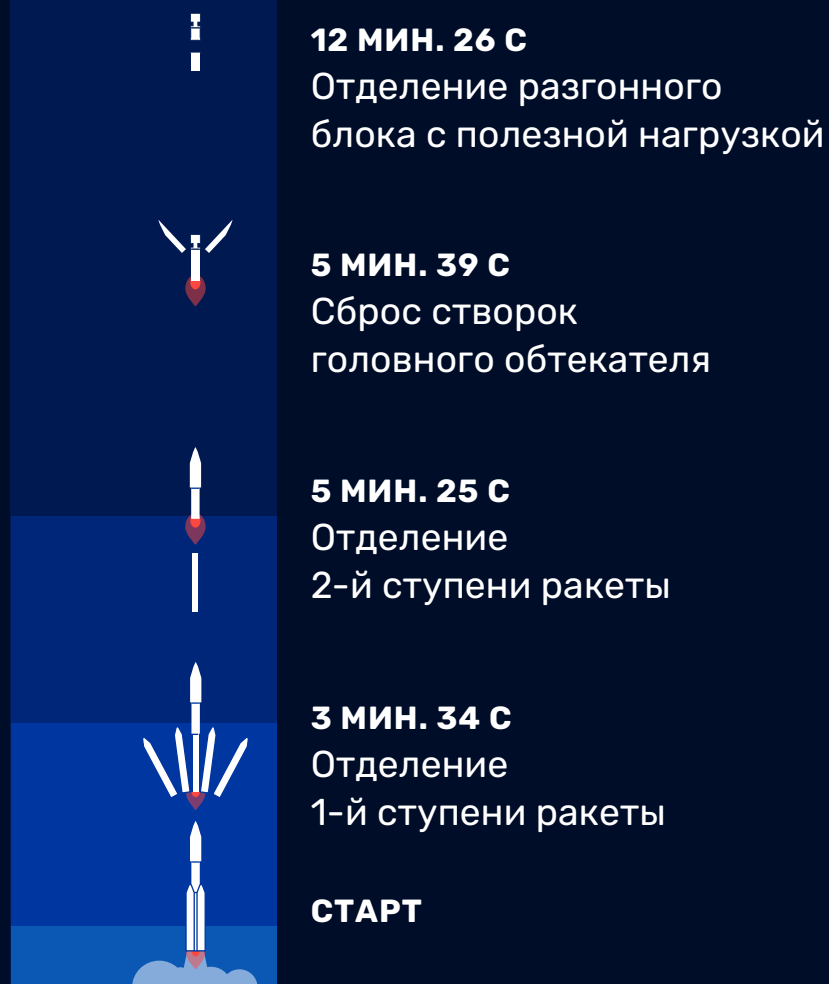 12 МИН. 26 С
Отделение разгонного
блока с полезной нагрузкой
5 МИН. 39 С
Сброс створок
головного обтекателя
5 МИН. 25 С
Отделение
2-й ступени ракеты
3 МИН. 34 С
Отделение
1-й ступени ракеты
СТАРТ